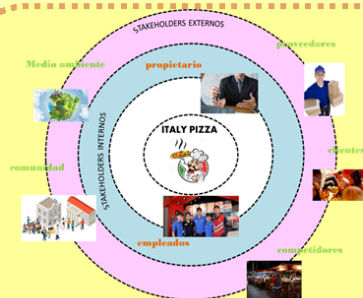 STAKEHOLDERS EXTERNOS
proveedores
Medio ambiente
propietario
ITALY PIZZA
STAKEHOLDERS INTERNOS
clientes
comunidad
empleados
competidores